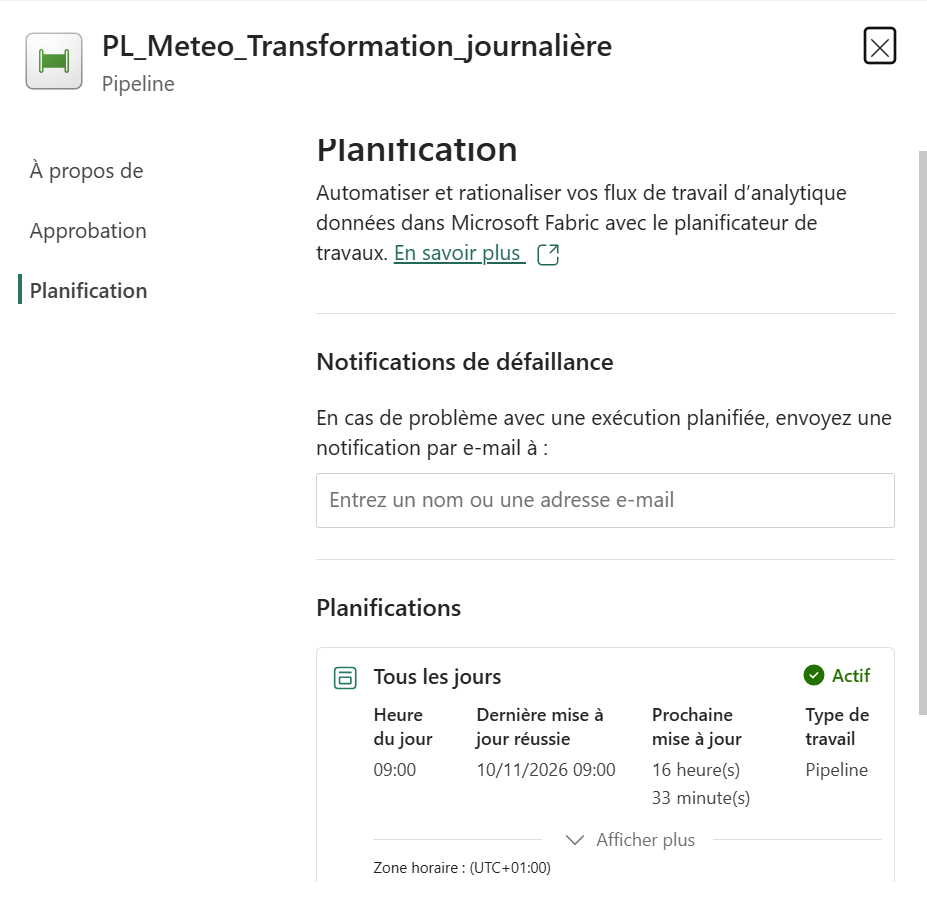 PL_Meteo_Transformation_journalière
Pipeline
À propos de
Approbation
Planification
Planification
Automatiser et rationaliser vos flux de travail d’analytique
données dans Microsoft Fabric avec le planificateur de
travaux. En savoir plus
Notifications de défaillance
En cas de problème avec une exécution planifiée, envoyez une
notification par e-mail à :
Entrez un nom ou une adresse e-mail
Planifications
Tous les jours
Actif
Heure du jour
Dernière mise à jour réussie
Prochaine mise à jour
Type de travail
09:00
10/11/2026 09:00
16 heure(s)
33 minute(s)
Pipeline
Afficher plus
Zone horaire : (UTC+01:00)